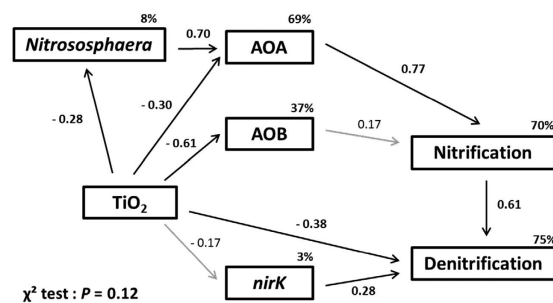 8%
69%
Nitrososphaera
0.70
AOA
0.77
- 0.30
- 0.28
37%
- 0.61
AOB
0.17
70%
Nitrification
TiO₂
0.61
- 0.38
- 0.17
75%
3%
Denitrification
nirK
0.28
χ² test : P = 0.12